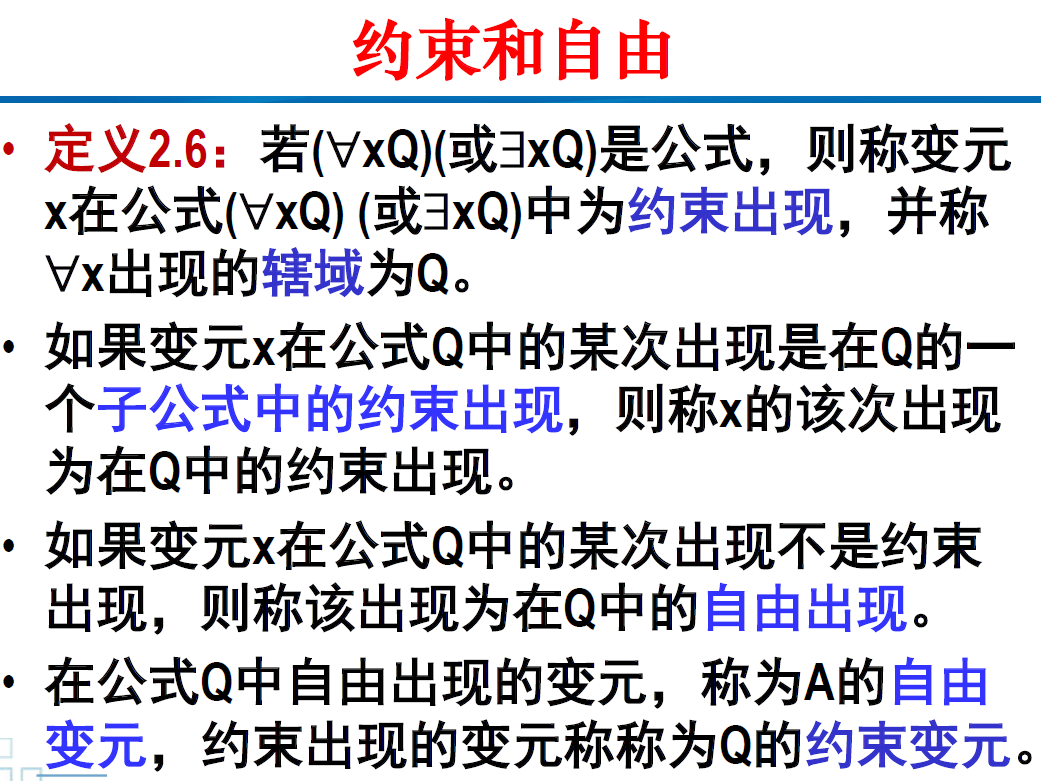 约束和自由
• 定义2.6：若(∀xQ)(或∃xQ)是公式，则称变元
x在公式(∀xQ) (或∃xQ)中为约束出现，并称
∀x出现的辖域为Q。
• 如果变元x在公式Q中的某次出现是在Q的一
个子公式中的约束出现，则称x的该次出现
为在Q中的约束出现。
• 如果变元x在公式Q中的某次出现不是约束
出现，则称该出现为在Q中的自由出现。
• 在公式Q中自由出现的变元，称为A的自由
变元，约束出现的变元称称为Q的约束变元。